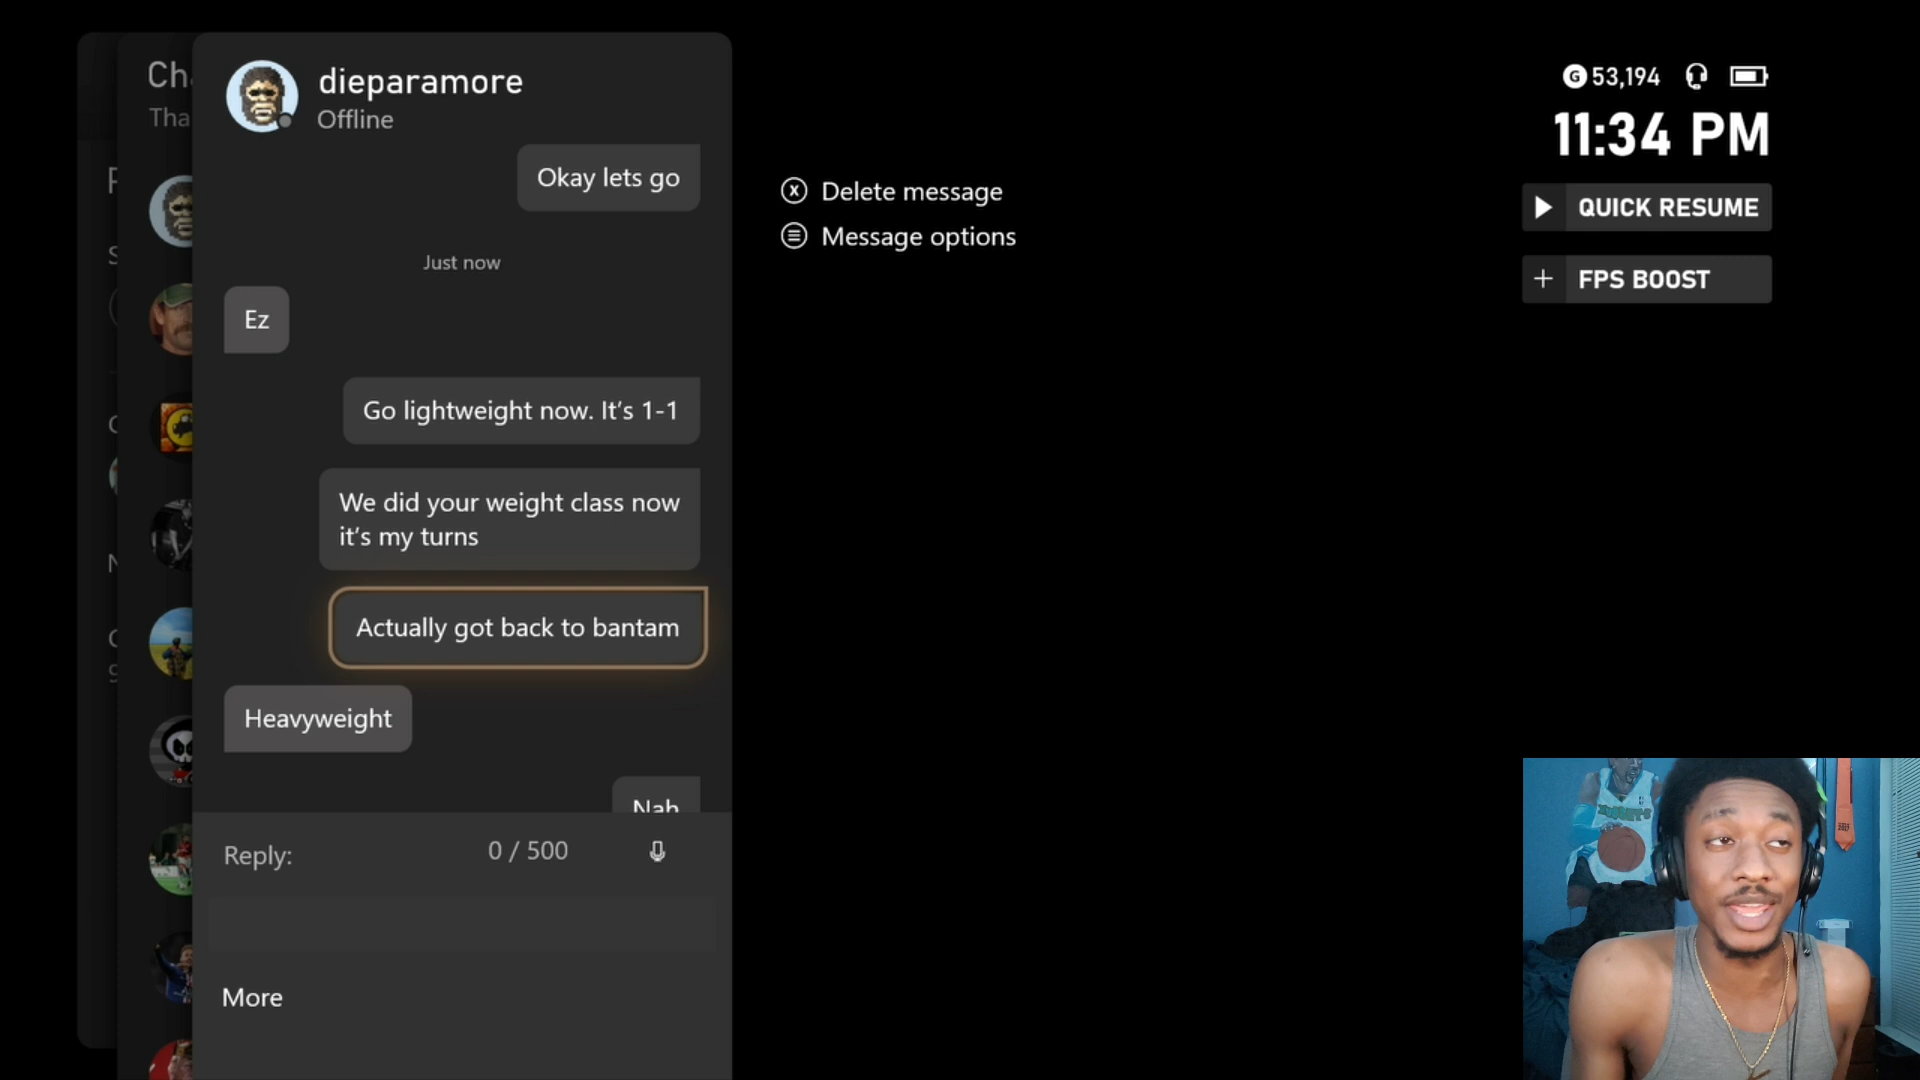 dieparamore
Offline
Okay lets go
Just now
Ez
Go lightweight now. It's 1-1
We did your weight class now
it's my turns
Actually got back to bantam
Heavyweight
Nah
Reply:
0 / 500
More
Delete message
Message options
53,194
11:34 PM
QUICK RESUME
FPS BOOST